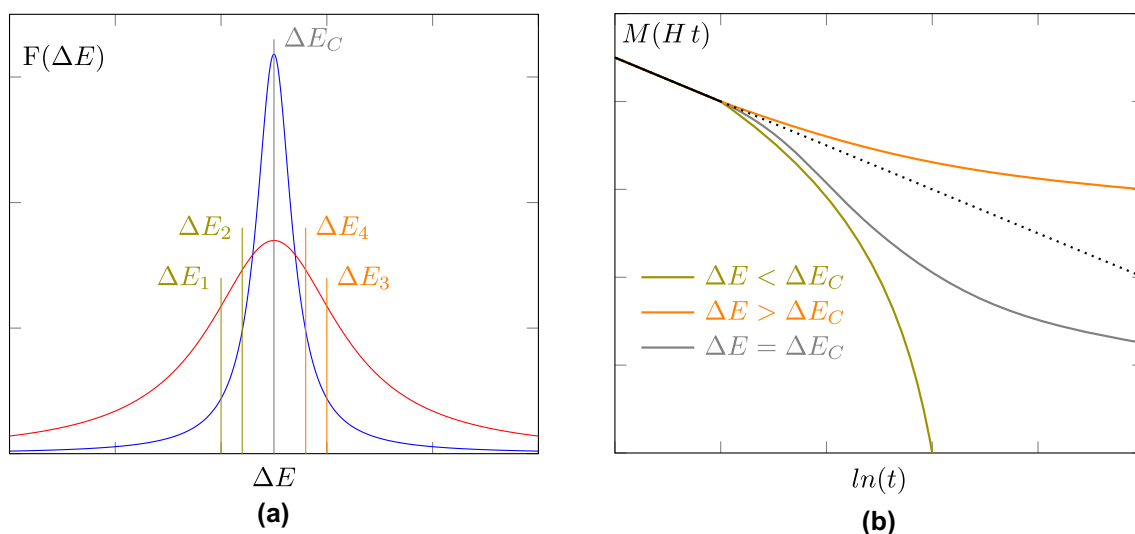 F(ΔE)
ΔE_C
ΔE_2
ΔE_4
ΔE_1
ΔE_3
ΔE
(a)
M(H t)
ΔE < ΔE_C
ΔE > ΔE_C
ΔE = ΔE_C
ln(t)
(b)